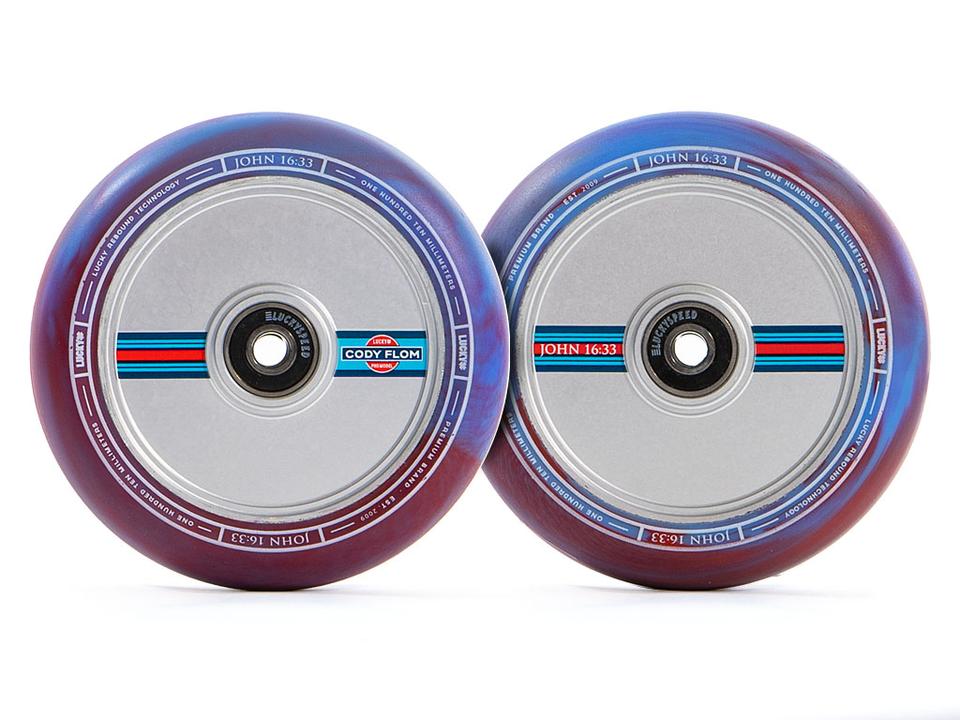 JOHN 16:33
ONE HUNDRED TEN MILLIMETERS
LUCKY
PREMIUM BRAND · EST. 2009
JOHN 16:33
ONE HUNDRED TEN MILLIMETERS
LUCKY
LUCKY REBOUND TECHNOLOGY
LUCKYSPEED
LUCKY
CODY FLOM
PRO MODEL
JOHN 16:33
ONE HUNDRED TEN MILLIMETERS
LUCKY
LUCKY REBOUND TECHNOLOGY
JOHN 16:33
ONE HUNDRED TEN MILLIMETERS
PREMIUM BRAND · EST. 2009
LUCKYSPEED
JOHN 16:33